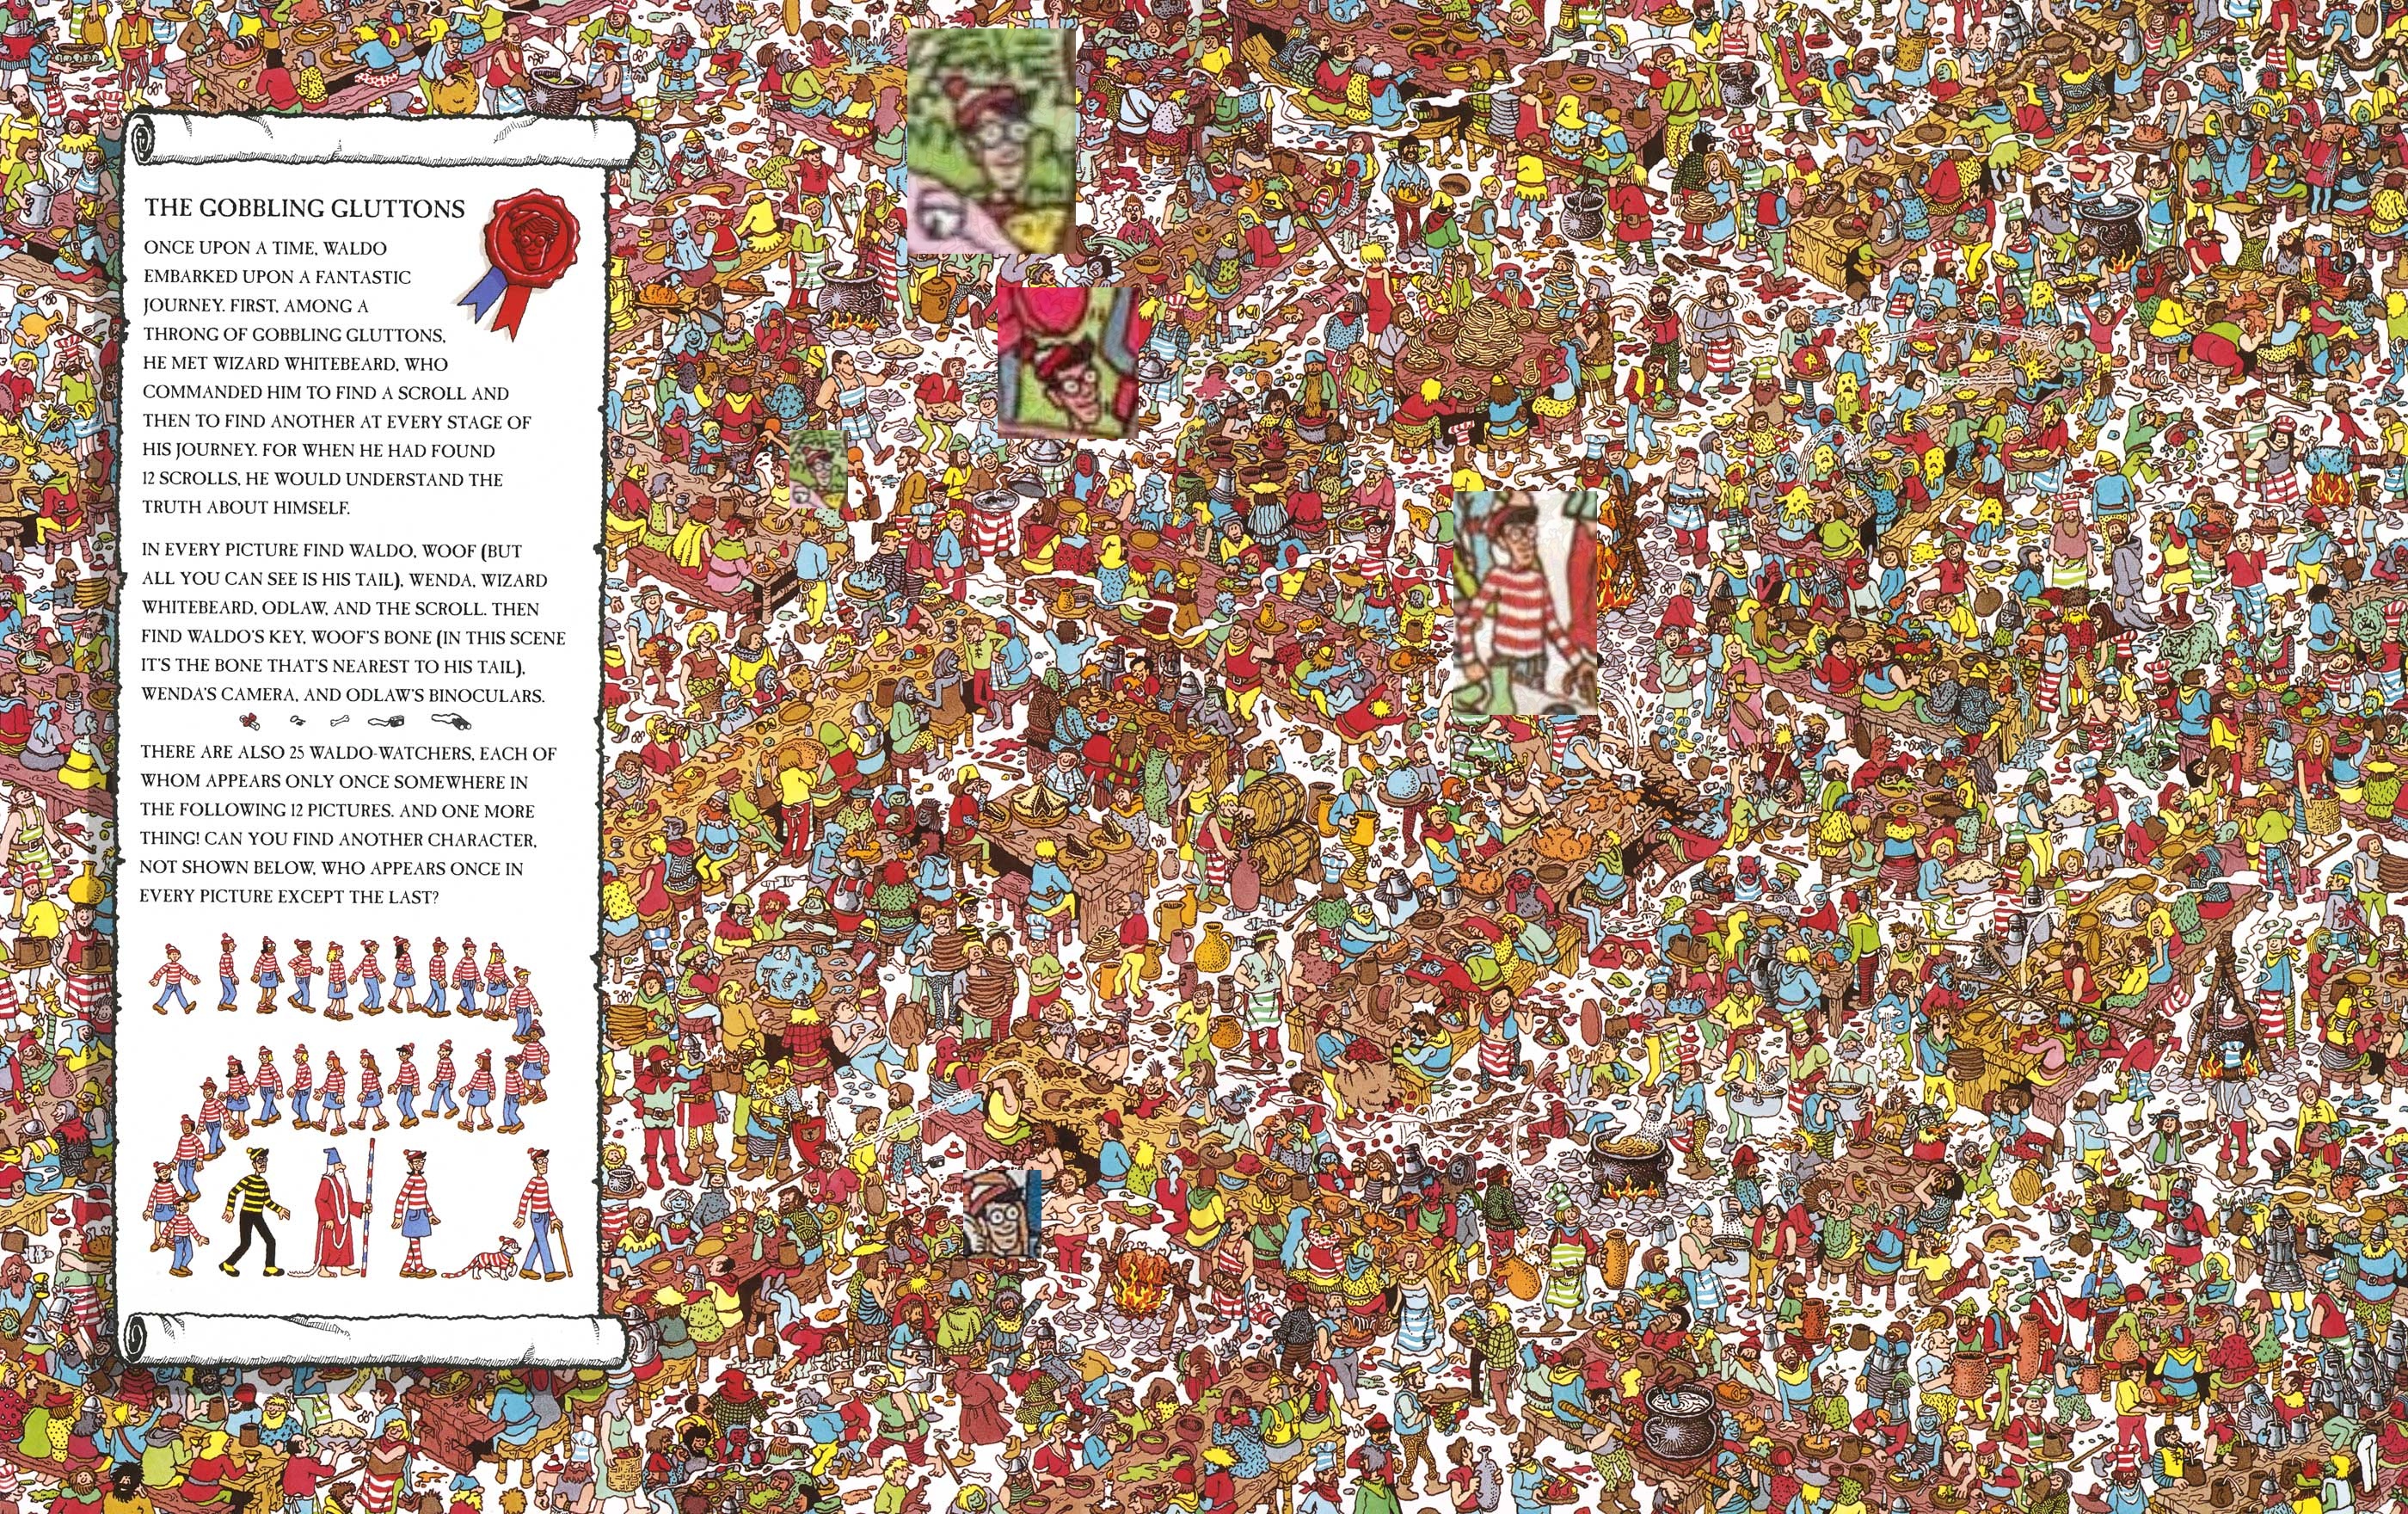 THE GOBBLING GLUTTONS
ONCE UPON A TIME, WALDO
EMBARKED UPON A FANTASTIC
JOURNEY. FIRST, AMONG A
THRONG OF GOBBLING GLUTTONS,
HE MET WIZARD WHITEBEARD, WHO
COMMANDED HIM TO FIND A SCROLL AND
THEN TO FIND ANOTHER AT EVERY STAGE OF
HIS JOURNEY. FOR WHEN HE HAD FOUND
12 SCROLLS, HE WOULD UNDERSTAND THE
TRUTH ABOUT HIMSELF.
IN EVERY PICTURE FIND WALDO, WOOF (BUT
ALL YOU CAN SEE IS HIS TAIL), WENDA, WIZARD
WHITEBEARD, ODLAW, AND THE SCROLL. THEN
FIND WALDO'S KEY, WOOF'S BONE (IN THIS SCENE
IT'S THE BONE THAT'S NEAREST TO HIS TAIL),
WENDA'S CAMERA, AND ODLAW'S BINOCULARS.
THERE ARE ALSO 25 WALDO-WATCHERS, EACH OF
WHOM APPEARS ONLY ONCE SOMEWHERE IN
THE FOLLOWING 12 PICTURES. AND ONE MORE
THING! CAN YOU FIND ANOTHER CHARACTER,
NOT SHOWN BELOW, WHO APPEARS ONCE IN
EVERY PICTURE EXCEPT THE LAST?